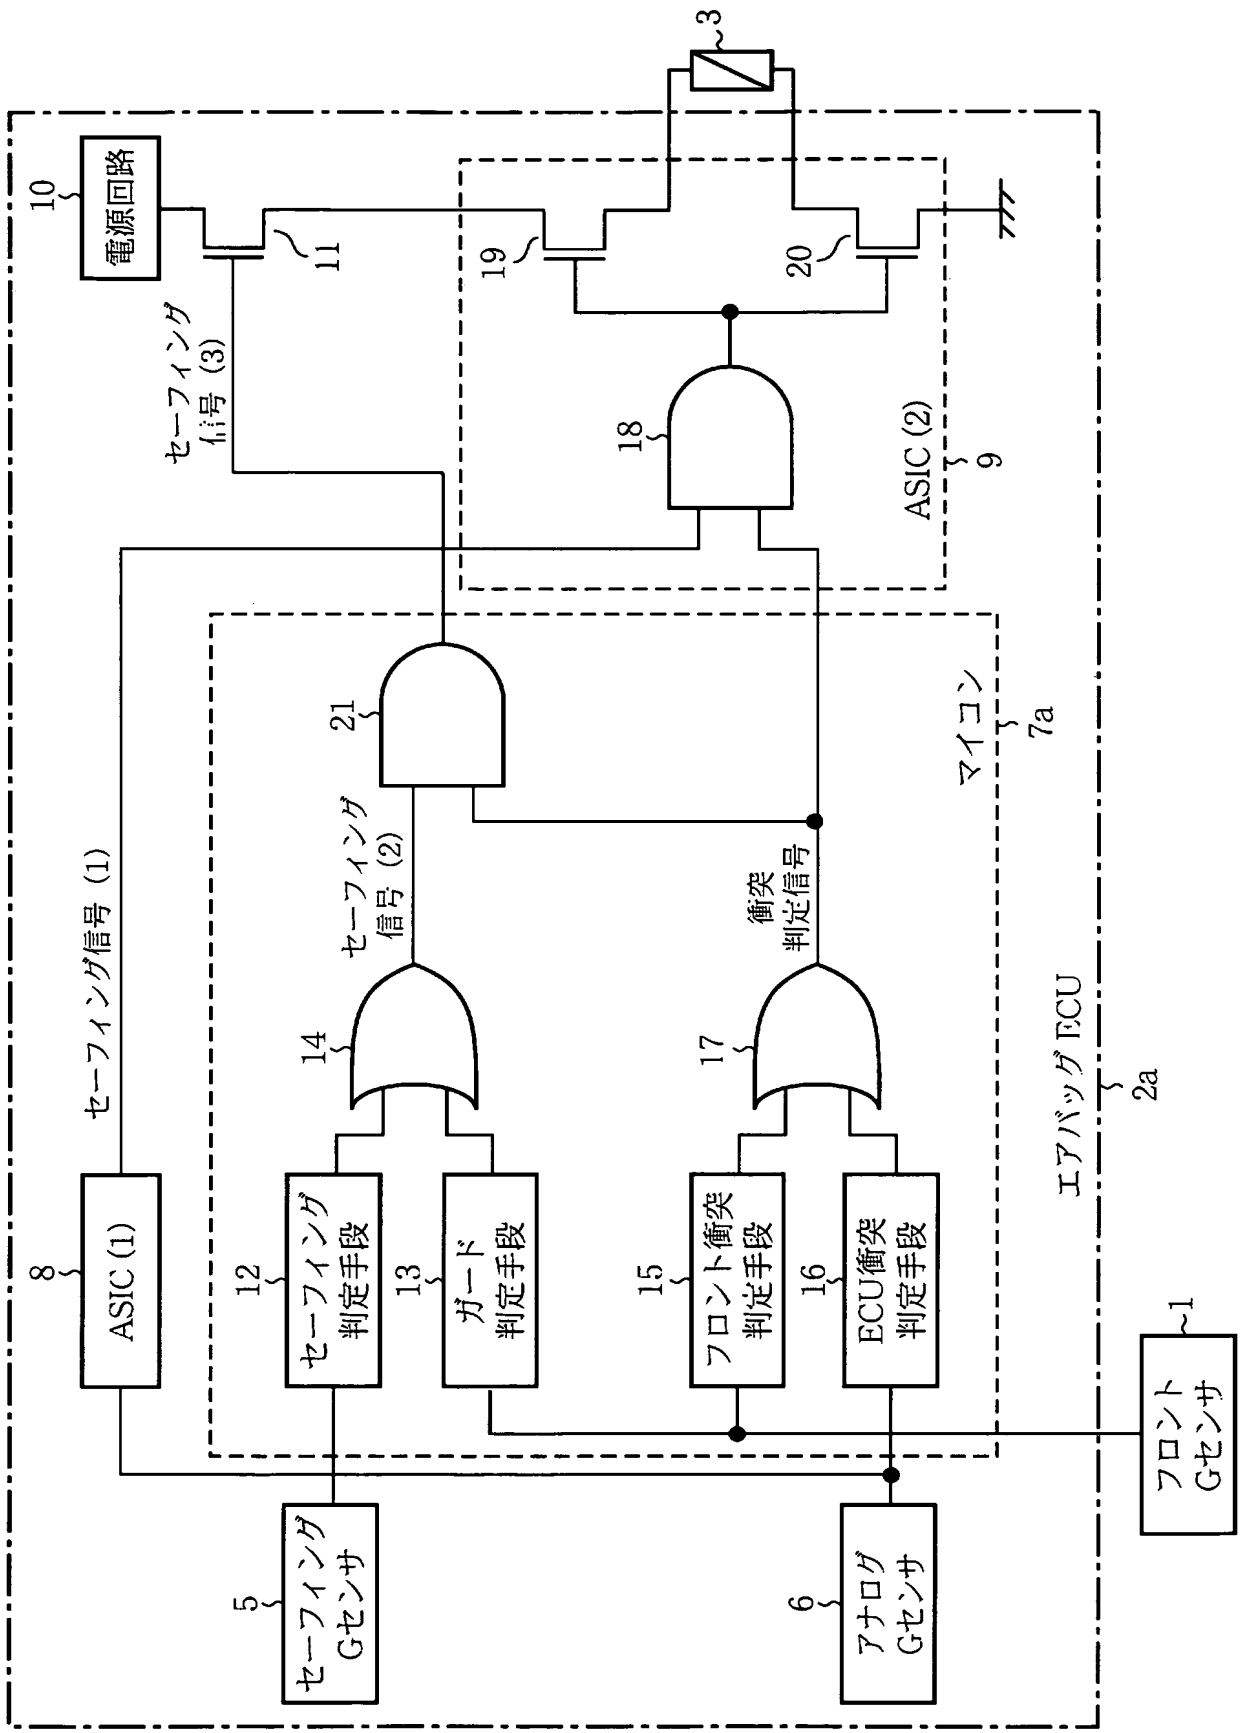 3
10
電源回路
11
セーフィング
信号 (3)
19
20
18
ASIC (2)
9
21
マイコン
7a
セーフィング信号 (1)
セーフィング
信号 (2)
衝突
判定信号
14
17
エアバッグECU
2a
8
ASIC (1)
12
セーフィング
判定手段
13
ガード
判定手段
15
フロント衝突
判定手段
16
ECU衝突
判定手段
5
セーフィング
Gセンサ
6
アナログ
Gセンサ
1
フロント
Gセンサ